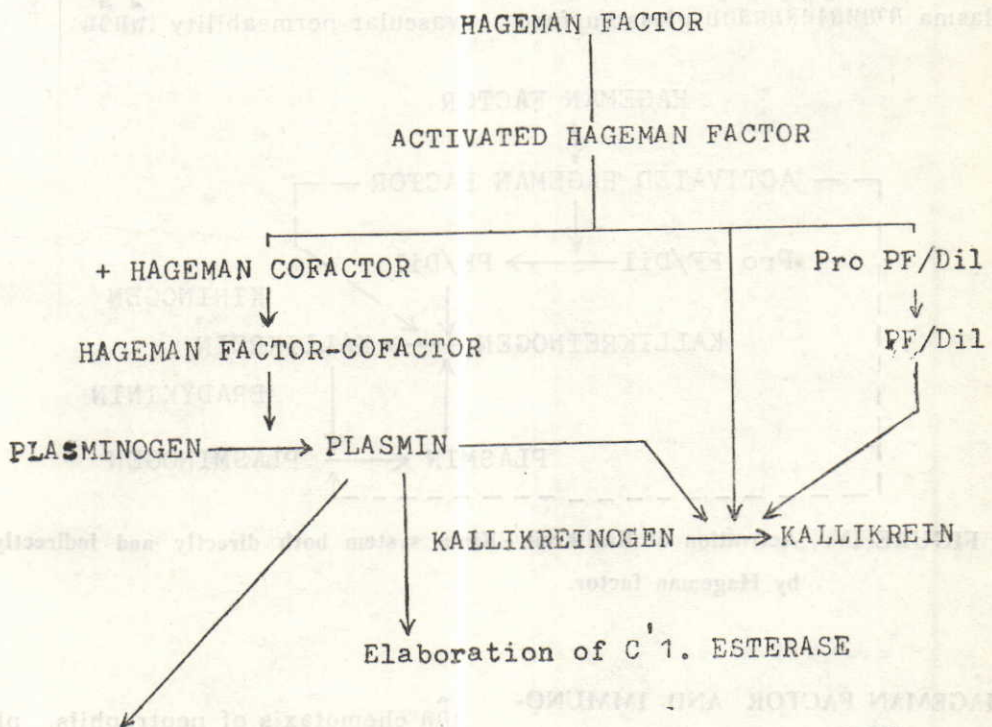 HAGEMAN FACTOR
ACTIVATED HAGEMAN FACTOR
+ HAGEMAN COFACTOR
Pro PF/Dil
HAGEMAN FACTOR-COFACTOR
PF/Dil
PLASMINOGEN PLASMIN
KALLIKREINOGEN KALLIKREIN
Elaboration of C'1. ESTERASE